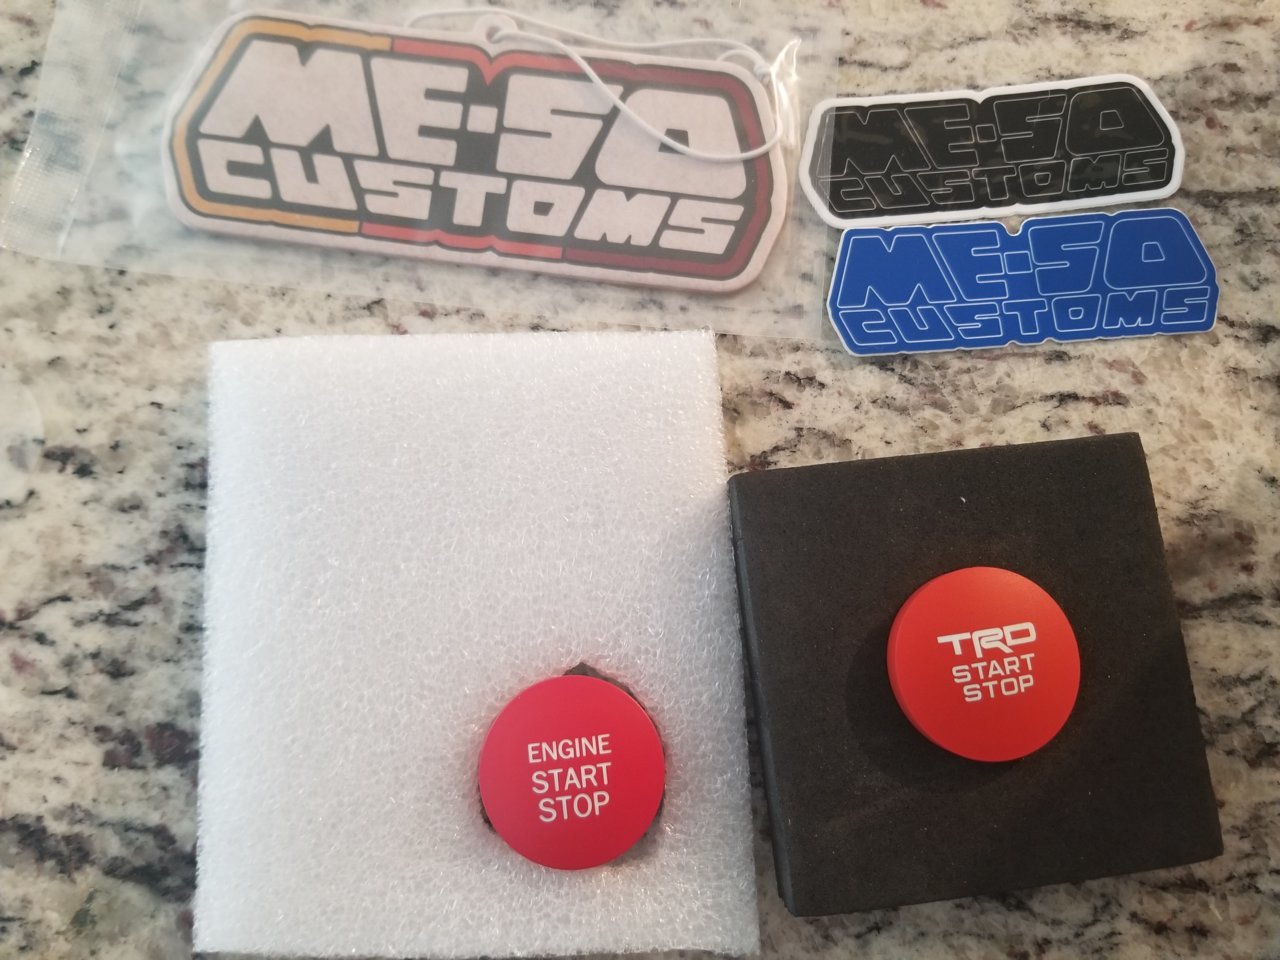 ME·SO
CUSTOMS
ME·SO
CUSTOMS
ME·SO
CUSTOMS
ENGINE
START
STOP
TRD
START
STOP